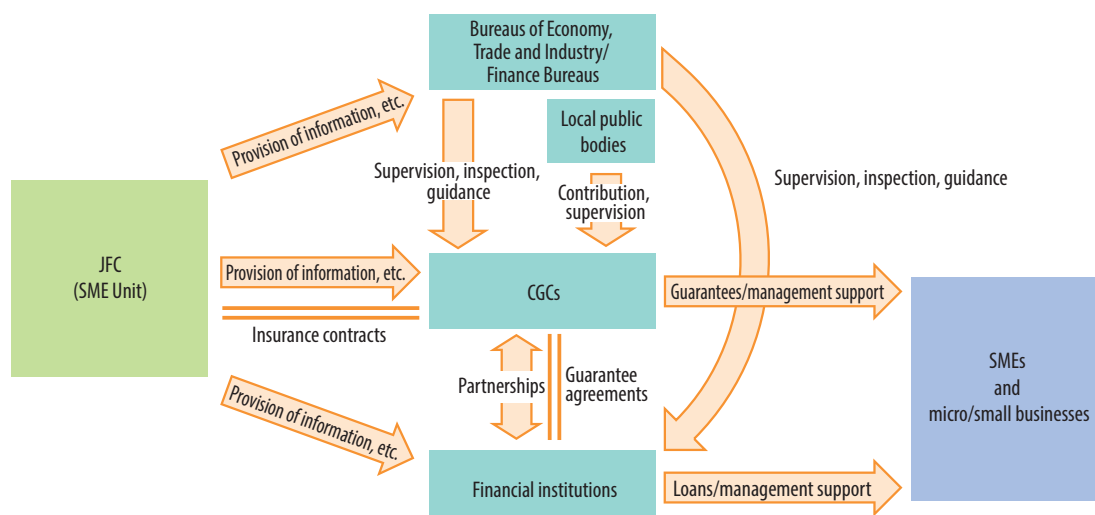 Bureaus of Economy,
Trade and Industry/
Finance Bureaus
Provision of information, etc.
Local public
bodies
Supervision, inspection,
guidance
Contribution,
supervision
Supervision, inspection, guidance
JFC
(SME Unit)
Provision of information, etc.
CGCs
Guarantees/management support
Insurance contracts
Partnerships
Guarantee
agreements
SMEs
and
micro/small businesses
Provision of information, etc.
Financial institutions
Loans/management support